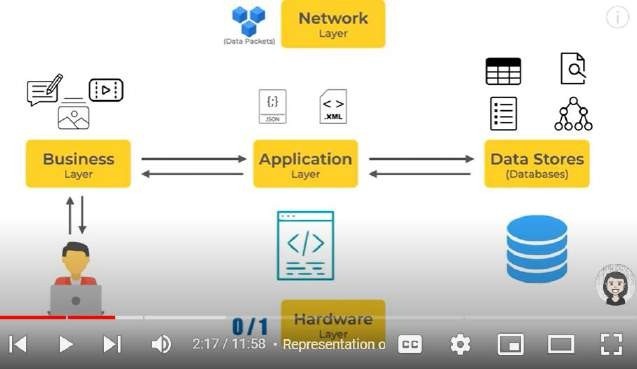 Network
Layer
(Data Packets)
{;}
JSON
< >
.XML
Business
Layer
Application
Layer
Data Stores
(Databases)
</>
0/1
Hardware
Layer
2:17 / 11:58 • Representation o
CC